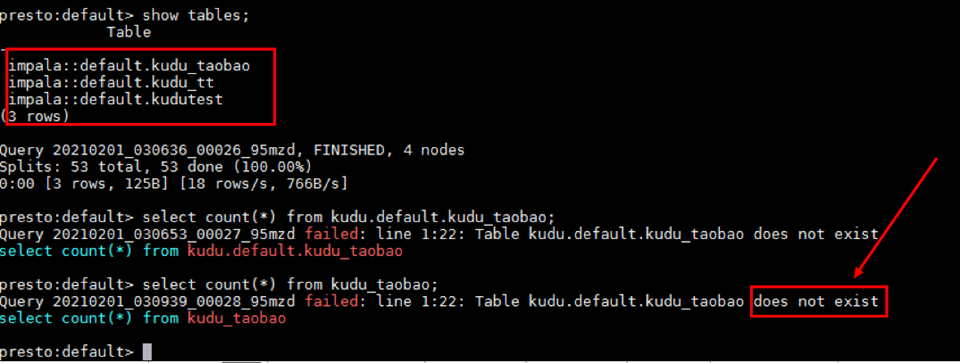 presto:default> show tables;
Table
-
impala::default.kudu_taobao
impala::default.kudu_tt
impala::default.kudutest
(3 rows)
Query 20210201_030636_00026_95mzd, FINISHED, 4 nodes
Splits: 53 total, 53 done (100.00%)
0:00 [3 rows, 125B] [18 rows/s, 766B/s]
presto:default> select count(*) from kudu.default.kudu_taobao;
Query 20210201_030653_00027_95mzd failed: line 1:22: Table kudu.default.kudu_taobao does not exist
select count(*) from kudu.default.kudu_taobao
presto:default> select count(*) from kudu_taobao;
Query 20210201_030939_00028_95mzd failed: line 1:22: Table kudu.default.kudu_taobao does not exist
select count(*) from kudu_taobao
presto:default>